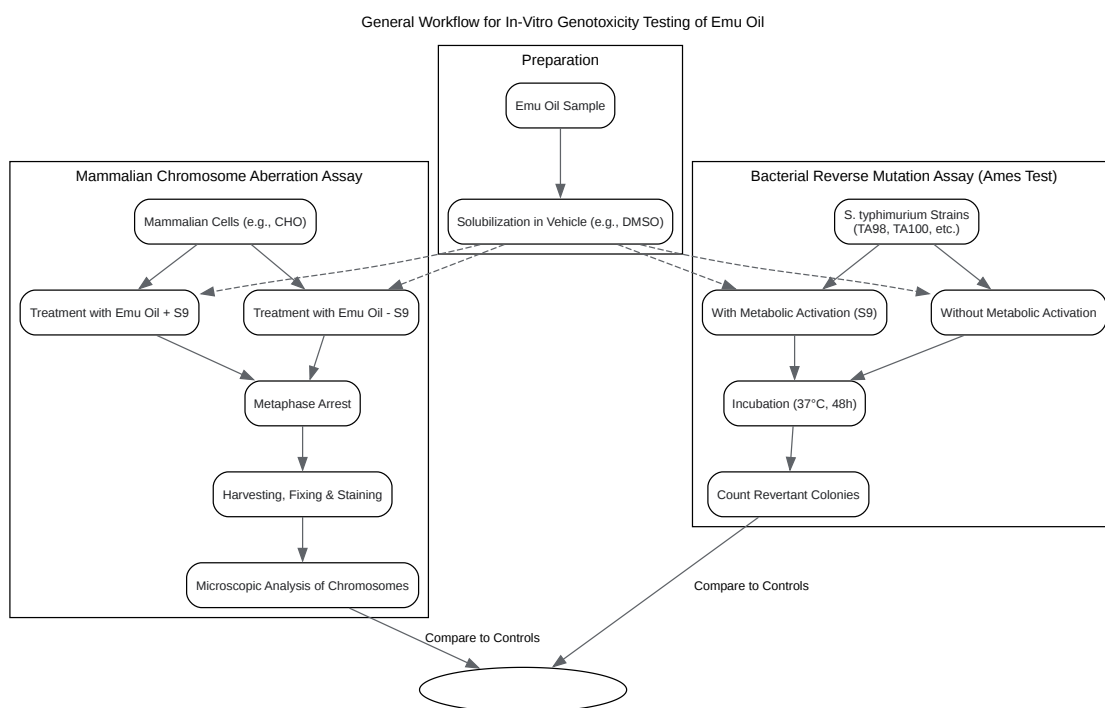 General Workflow for In-Vitro Genotoxicity Testing of Emu Oil
Preparation
Emu Oil Sample
Solubilization in Vehicle (e.g., DMSO)
Mammalian Chromosome Aberration Assay
Mammalian Cells (e.g., CHO)
Treatment with Emu Oil + S9
Treatment with Emu Oil - S9
Metaphase Arrest
Harvesting, Fixing & Staining
Microscopic Analysis of Chromosomes
Compare to Controls
Bacterial Reverse Mutation Assay (Ames Test)
S. typhimurium Strains
(TA98, TA100, etc.)
With Metabolic Activation (S9)
Without Metabolic Activation
Incubation (37°C, 48h)
Count Revertant Colonies
Compare to Controls